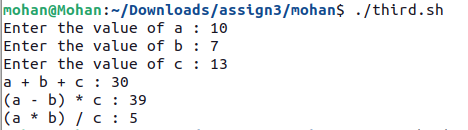 mohan@Mohan:~/Downloads/assign3/mohan$ ./third.sh
Enter the value of a : 10
Enter the value of b : 7
Enter the value of c : 13
a + b + c : 30
(a - b) * c : 39
(a * b) / c : 5